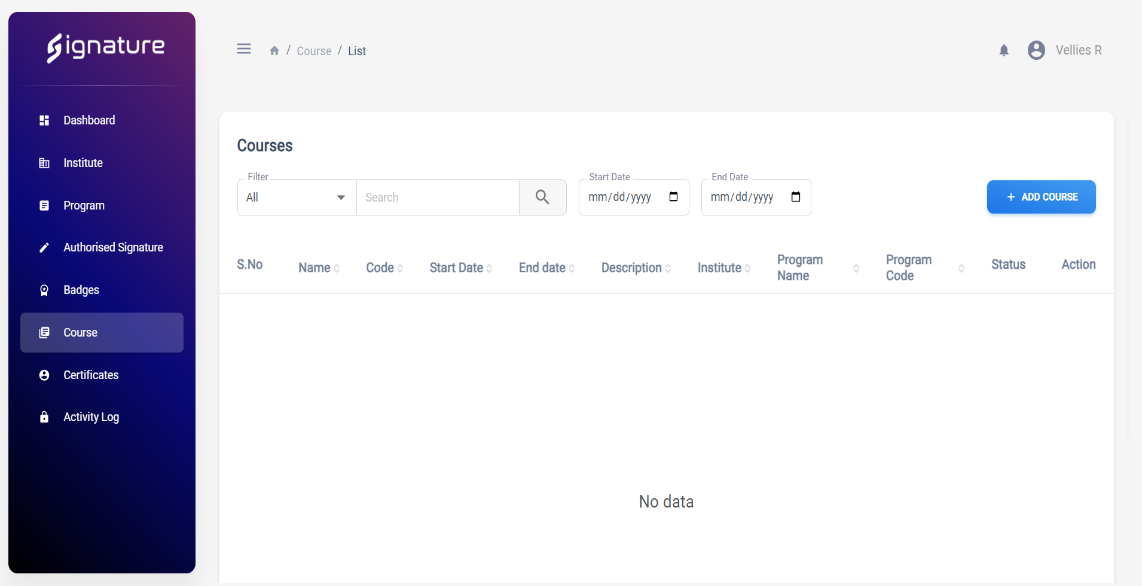 Signature
Dashboard
Institute
Program
Authorised Signature
Badges
Course
Certificates
Activity Log
/ Course / List
Vellies R
Courses
Filter
All
Search
Start Date
mm/dd/yyyy
End Date
mm/dd/yyyy
+ ADD COURSE
S.No Name Code Start Date End date Description Institute Program Name Program Code Status Action
No data